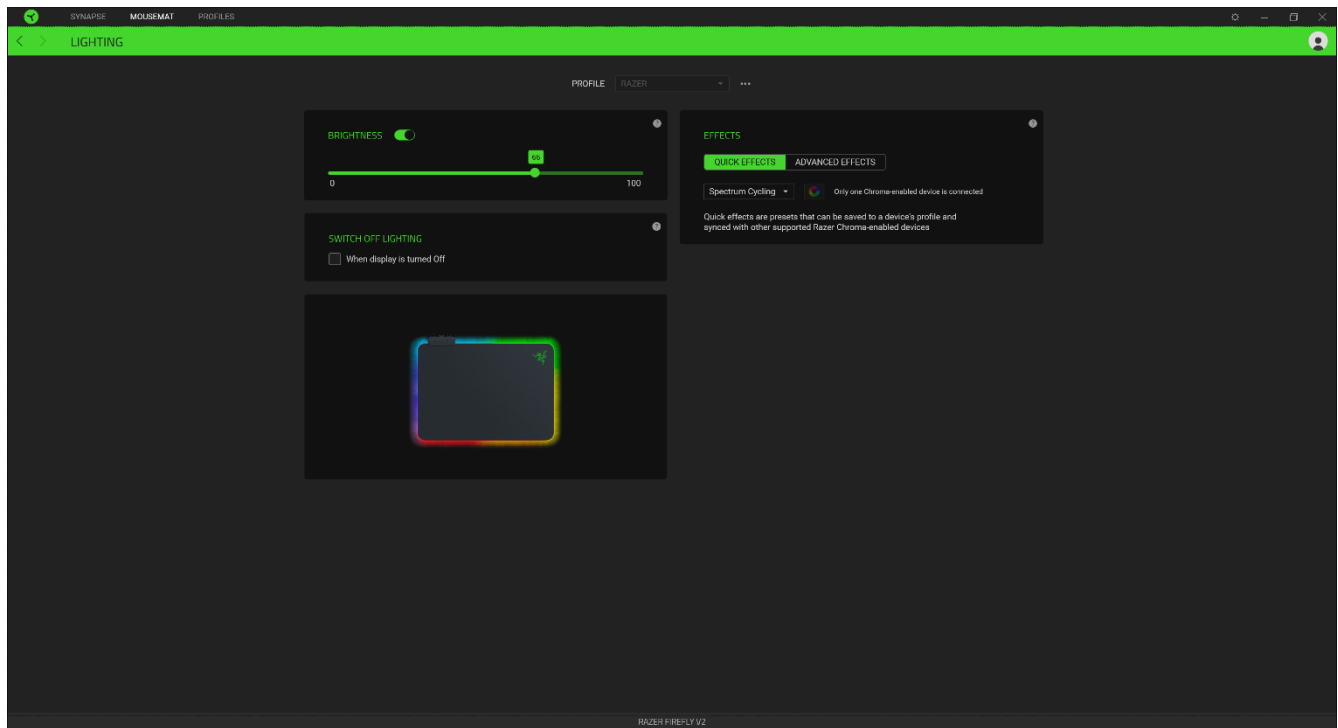 SYNAPSE MOUSEMAT PROFILES
LIGHTING
PROFILE RAZER
BRIGHTNESS
66
0 100
SWITCH OFF LIGHTING
When display is turned Off
EFFECTS
QUICK EFFECTS ADVANCED EFFECTS
Spectrum Cycling Only one Chroma-enabled device is connected
Quick effects are presets that can be saved to a device's profile and
synced with other supported Razer Chroma-enabled devices
RAZER FIREFLY V2